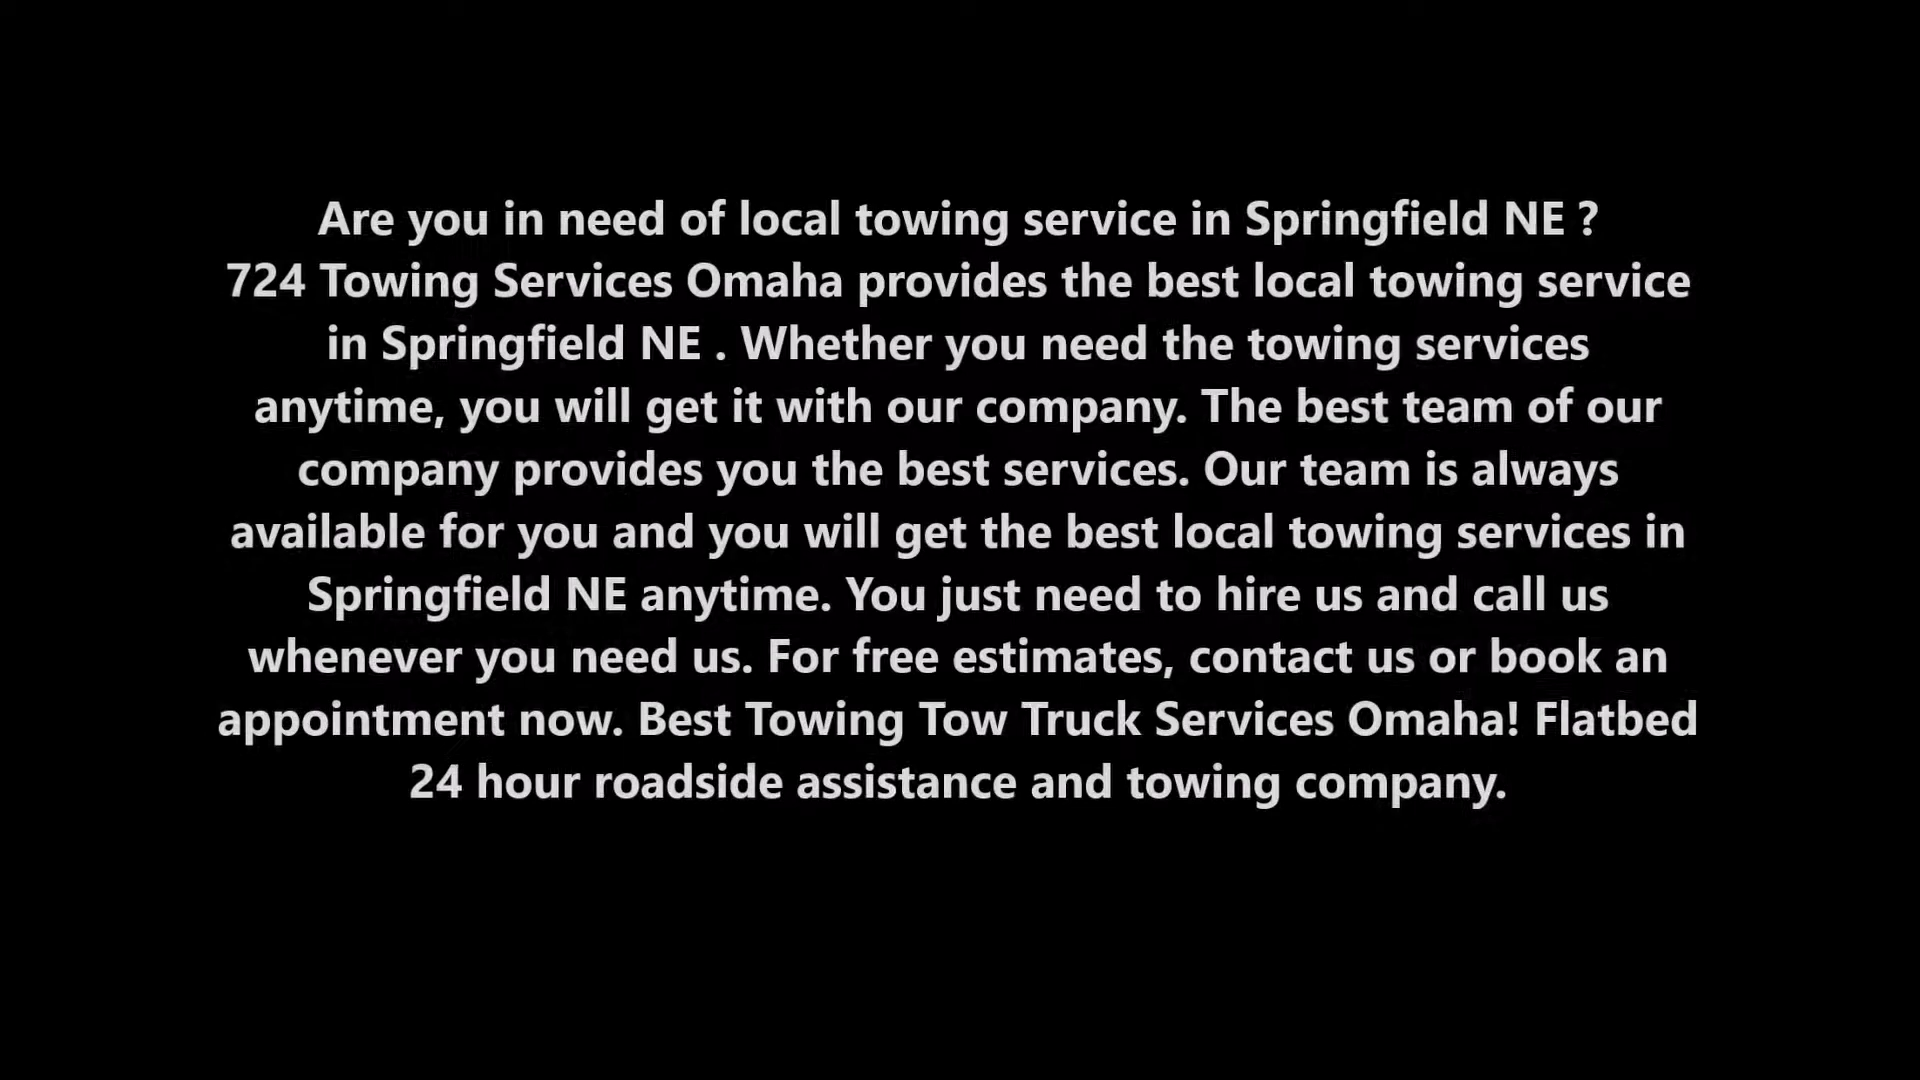 Are you in need of local towing service in Springfield NE ?
724 Towing Services Omaha provides the best local towing service
in Springfield NE . Whether you need the towing services
anytime, you will get it with our company. The best team of our
company provides you the best services. Our team is always
available for you and you will get the best local towing services in
Springfield NE anytime. You just need to hire us and call us
whenever you need us. For free estimates, contact us or book an
appointment now. Best Towing Tow Truck Services Omaha! Flatbed
24 hour roadside assistance and towing company.